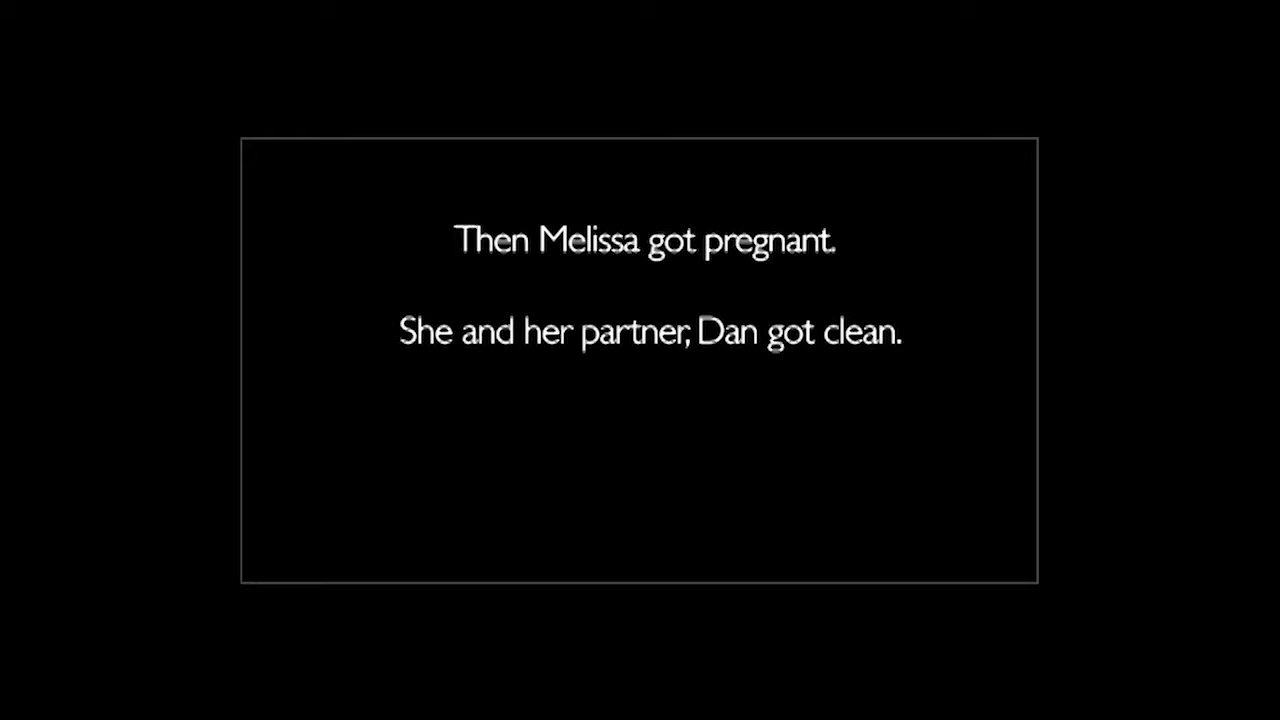 Then Melissa got pregnant.
She and her partner, Dan got clean.